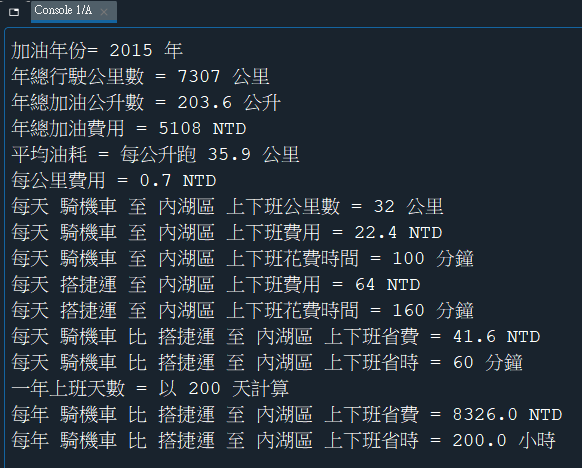 Console 1/A
加油年份= 2015 年
年總行駛公里數 = 7307 公里
年總加油公升數 = 203.6 公升
年總加油費用 = 5108 NTD
平均油耗 = 每公升跑 35.9 公里
每公里費用 = 0.7 NTD
每天 騎機車 至 內湖區 上下班公里數 = 32 公里
每天 騎機車 至 內湖區 上下班費用 = 22.4 NTD
每天 騎機車 至 內湖區 上下班花費時間 = 100 分鐘
每天 搭捷運 至 內湖區 上下班費用 = 64 NTD
每天 搭捷運 至 內湖區 上下班花費時間 = 160 分鐘
每天 騎機車 比 搭捷運 至 內湖區 上下班省費 = 41.6 NTD
每天 騎機車 比 搭捷運 至 內湖區 上下班省時 = 60 分鐘
一年上班天數 = 以 200 天計算
每年 騎機車 比 搭捷運 至 內湖區 上下班省費 = 8326.0 NTD
每年 騎機車 比 搭捷運 至 內湖區 上下班省時 = 200.0 小時